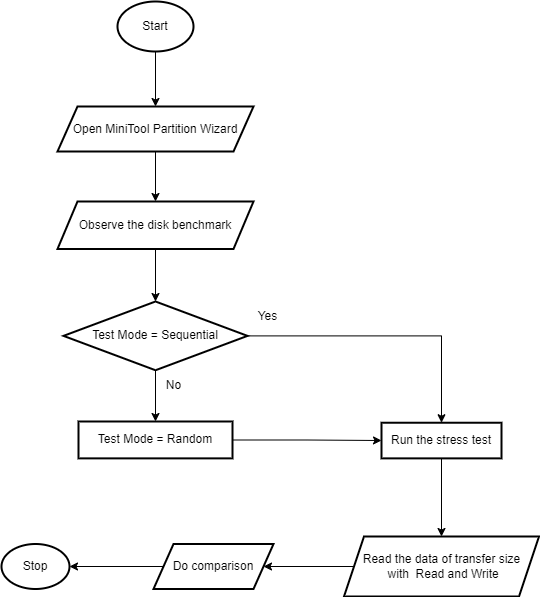 Start
Open MiniTool Partition Wizard
Observe the disk benchmark
Yes
Test Mode = Sequential
No
Test Mode = Random
Run the stress test
Read the data of transfer size
with Read and Write
Do comparison
Stop